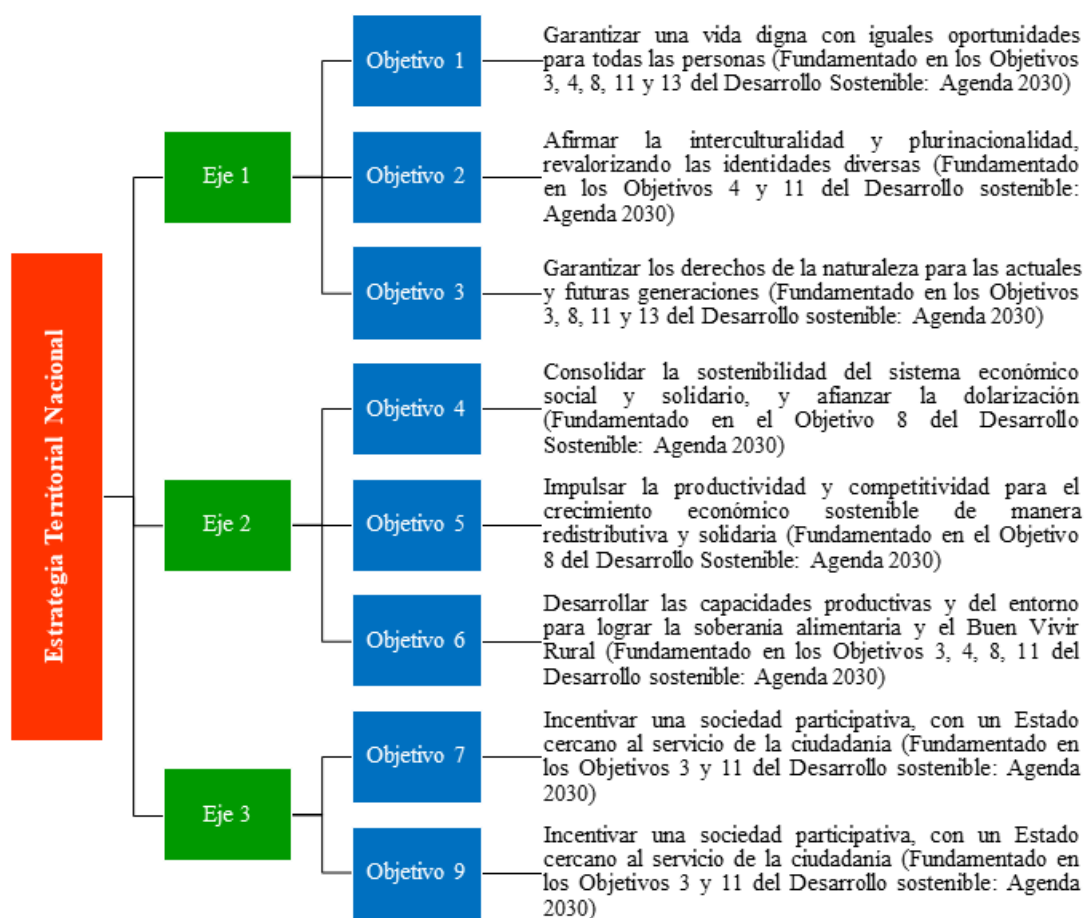 Estrategia Territorial Nacional
Eje 1
Objetivo 1
Garantizar una vida digna con iguales oportunidades
para todas las personas (Fundamentado en los Objetivos
3, 4, 8, 11 y 13 del Desarrollo Sostenible: Agenda 2030)
Objetivo 2
Afirmar la interculturalidad y plurinacionalidad,
revalorizando las identidades diversas (Fundamentado
en los Objetivos 4 y 11 del Desarrollo sostenible:
Agenda 2030)
Objetivo 3
Garantizar los derechos de la naturaleza para las actuales
y futuras generaciones (Fundamentado en los Objetivos
3, 8, 11 y 13 del Desarrollo sostenible: Agenda 2030)
Eje 2
Objetivo 4
Consolidar la sostenibilidad del sistema económico
social y solidario, y afianzar la dolarización
(Fundamentado en el Objetivo 8 del Desarrollo
Sostenible: Agenda 2030)
Objetivo 5
Impulsar la productividad y competitividad para el
crecimiento económico sostenible de manera
redistributiva y solidaria (Fundamentado en el Objetivo
8 del Desarrollo Sostenible: Agenda 2030)
Objetivo 6
Desarrollar las capacidades productivas y del entorno
para lograr la soberanía alimentaria y el Buen Vivir
Rural (Fundamentado en los Objetivos 3, 4, 8, 11 del
Desarrollo sostenible: Agenda 2030)
Eje 3
Objetivo 7
Incentivar una sociedad participativa, con un Estado
cercano al servicio de la ciudadanía (Fundamentado en
los Objetivos 3 y 11 del Desarrollo sostenible: Agenda
2030)
Objetivo 9
Incentivar una sociedad participativa, con un Estado
cercano al servicio de la ciudadanía (Fundamentado en
los Objetivos 3 y 11 del Desarrollo sostenible: Agenda
2030)